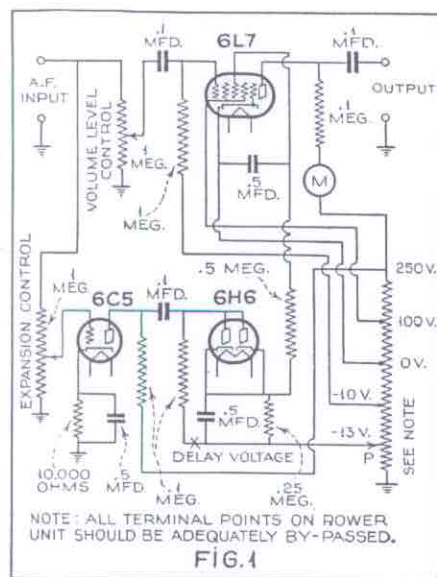 .1
MFD.
6L7
.1
MFD.
A.F.
INPUT
OUTPUT
VOLUME LEVEL
CONTROL
1
MEG.
.1
MEG.
M
.5
MFD.
1
MEG.
.5 MEG.
250 V.
100 V.
0 V.
-10 V.
-13 V.
P
SEE NOTE
EXPANSION CONTROL
1
MEG.
6C5
.1
MFD.
6H6
.5
MFD.
DELAY VOLTAGE
10,000
OHMS
.5
MFD.
.1
MEG.
.25
MEG.
NOTE: ALL TERMINAL POINTS ON POWER
UNIT SHOULD BE ADEQUATELY BY-PASSED.
FIG.1